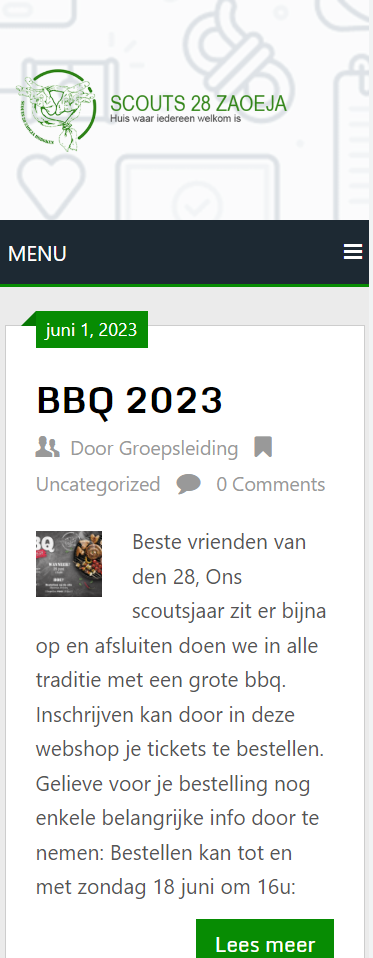 SCOUTS 28 ZAOEJA
Huis waar iedereen welkom is
MENU
juni 1, 2023
BBQ 2023
Door Groepsleiding
Uncategorized 0 Comments
BQ
Beste vrienden van
den 28, Ons
scoutsjaar zit er bijna
op en afsluiten doen we in alle
traditie met een grote bbq.
Inschrijven kan door in deze
webshop je tickets te bestellen.
Gelieve voor je bestelling nog
enkele belangrijke info door te
nemen: Bestellen kan tot en
met zondag 18 juni om 16u:
Lees meer